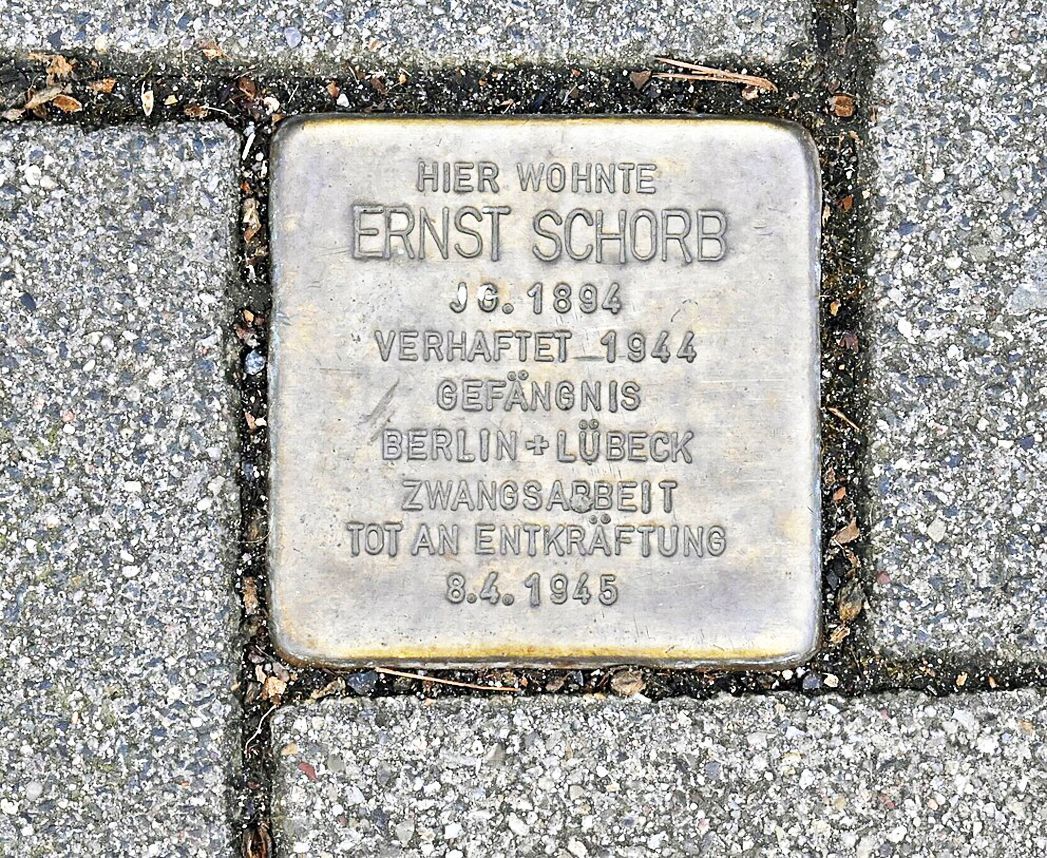 HIER WOHNTE
ERNST SCHORB
JG. 1894
VERHAFTET 1944
GEFÄNGNIS
BERLIN + LÜBECK
ZWANGSARBEIT
TOT AN ENTKRÄFTUNG
8.4.1945